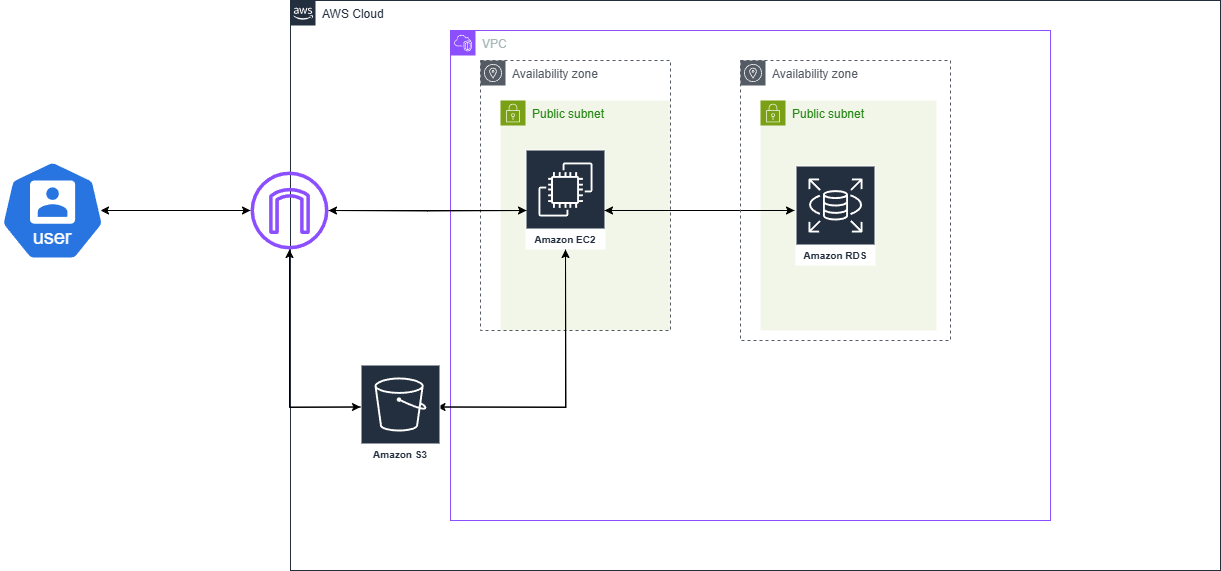 aws
AWS Cloud
VPC
Availability zone
Availability zone
Public subnet
Public subnet
user
Amazon EC2
Amazon RDS
Amazon S3